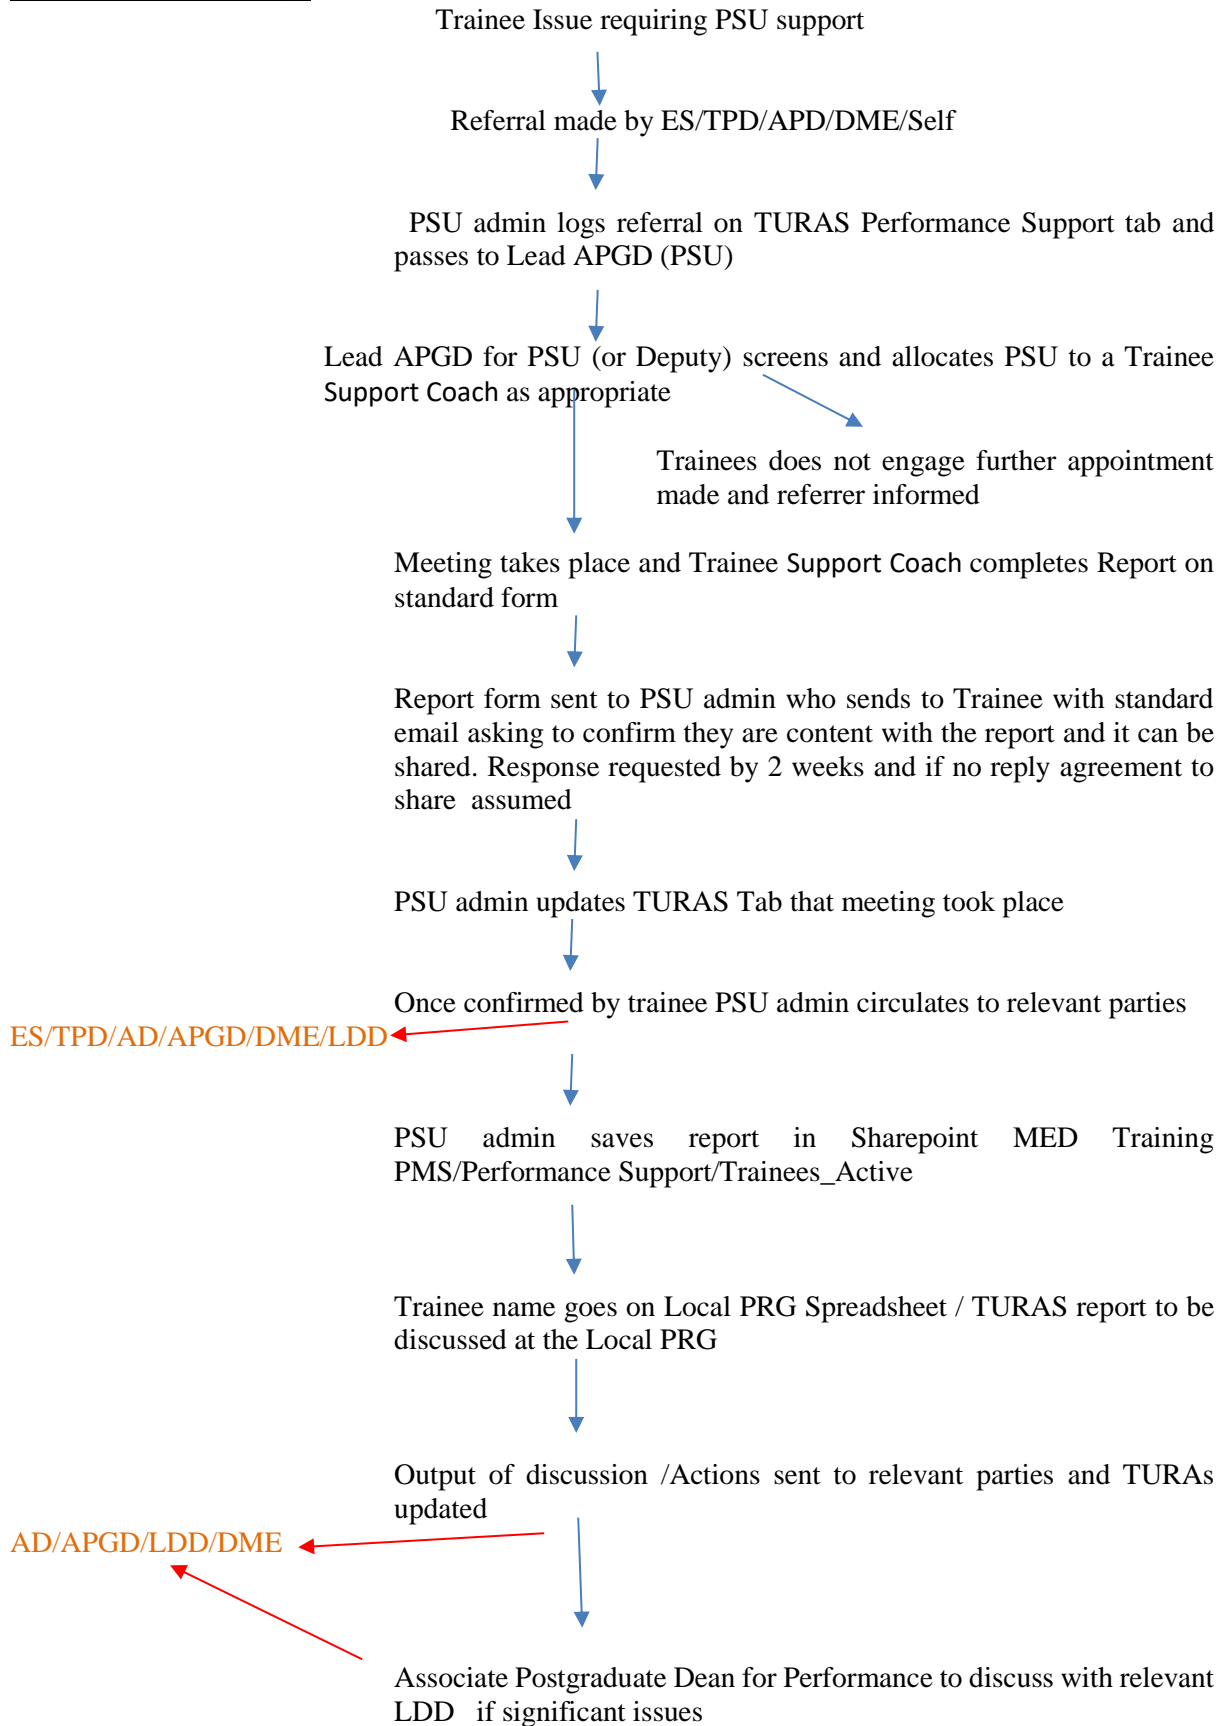 Trainee Issue requiring PSU support
Referral made by ES/TPD/APD/DME/Self
PSU admin logs referral on TURAS Performance Support tab and
passes to Lead APGD (PSU)
Lead APGD for PSU (or Deputy) screens and allocates PSU to a Trainee
Support Coach as appropriate
Trainees does not engage further appointment
made and referrer informed
Meeting takes place and Trainee Support Coach completes Report on
standard form
Report form sent to PSU admin who sends to Trainee with standard
email asking to confirm they are content with the report and it can be
shared. Response requested by 2 weeks and if no reply agreement to
share assumed
PSU admin updates TURAS Tab that meeting took place
Once confirmed by trainee PSU admin circulates to relevant parties
ES/TPD/AD/APGD/DME/LDD
PSU admin saves report in Sharepoint MED Training
PMS/Performance Support/Trainees_Active
Trainee name goes on Local PRG Spreadsheet / TURAS report to be
discussed at the Local PRG
Output of discussion /Actions sent to relevant parties and TURAs
updated
AD/APGD/LDD/DME
Associate Postgraduate Dean for Performance to discuss with relevant
LDD if significant issues